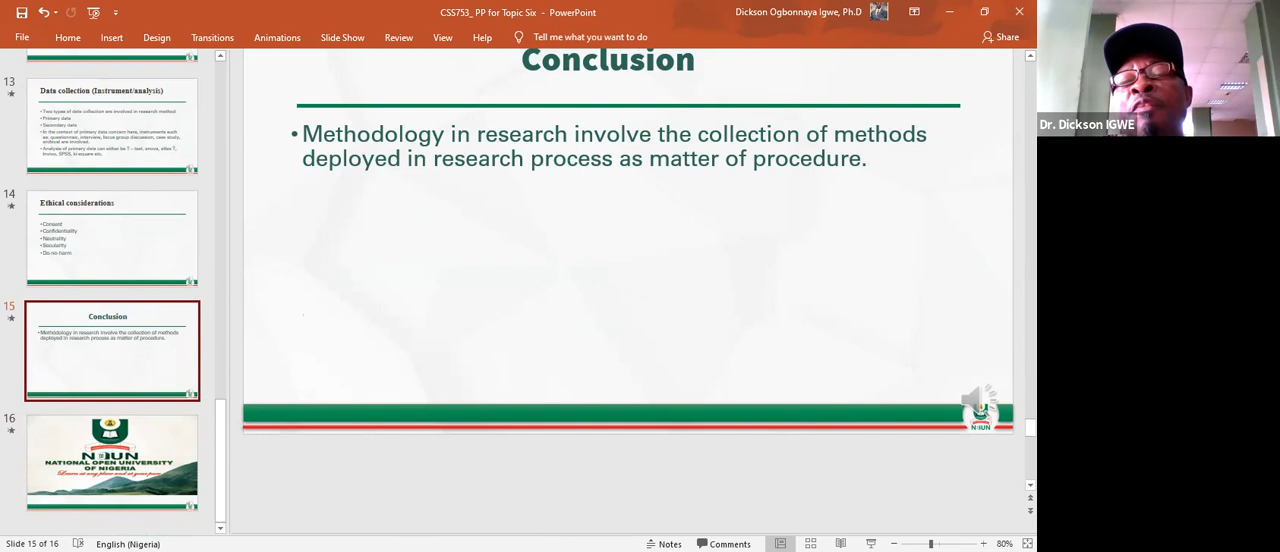 CSS753_ PP for Topic Six - PowerPoint
Dickson Ogbonnaya Igwe, Ph.D
File Home Insert Design Transitions Animations Slide Show Review View Help Tell me what you want to do
Share
13
Data collection (Instrument/analysis)
•Two types of data collection are involved in research method
•Primary data
•Secondary data
•In the context of primary data concern here, instruments such
as questionnaire, interview, focus group discussion, case study,
archival are involved.
•Analysis of primary data can either be T – test, anova,
SPSS, ki-square etc.
14
Ethical considerations
•Consent
•Confidentiality
•Neutrality
•Secularity
•Do-no-harm
15
Conclusion
•Methodology in research involve the collection of methods
deployed in research process as matter of procedure.
16
NOUN
NATIONAL OPEN UNIVERSITY
OF NIGERIA
Conclusion
•Methodology in research involve the collection of methods
deployed in research process as matter of procedure.
NOUN
Dr. Dickson IGWE
Slide 15 of 16 English (Nigeria)
Notes Comments 80%